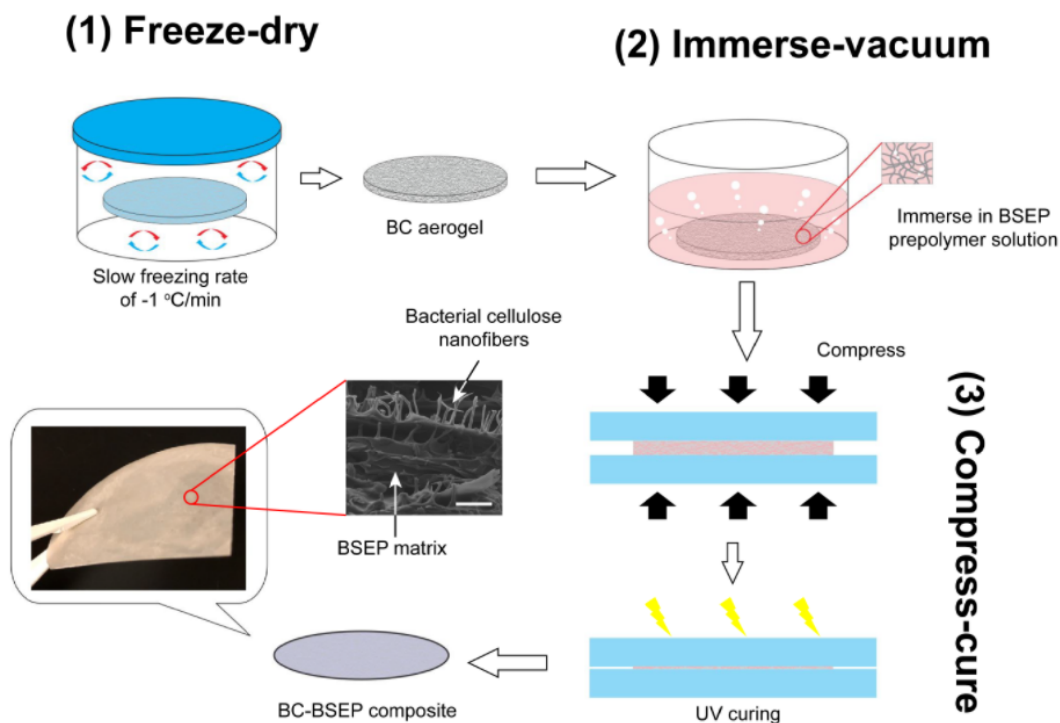 (1) Freeze-dry
(2) Immerse-vacuum
Slow freezing rate
of -1 °C/min
BC aerogel
Immerse in BSEP
prepolymer solution
Compress
(3) Compress-cure
Bacterial cellulose
nanofibers
BSEP matrix
UV curing
BC-BSEP composite